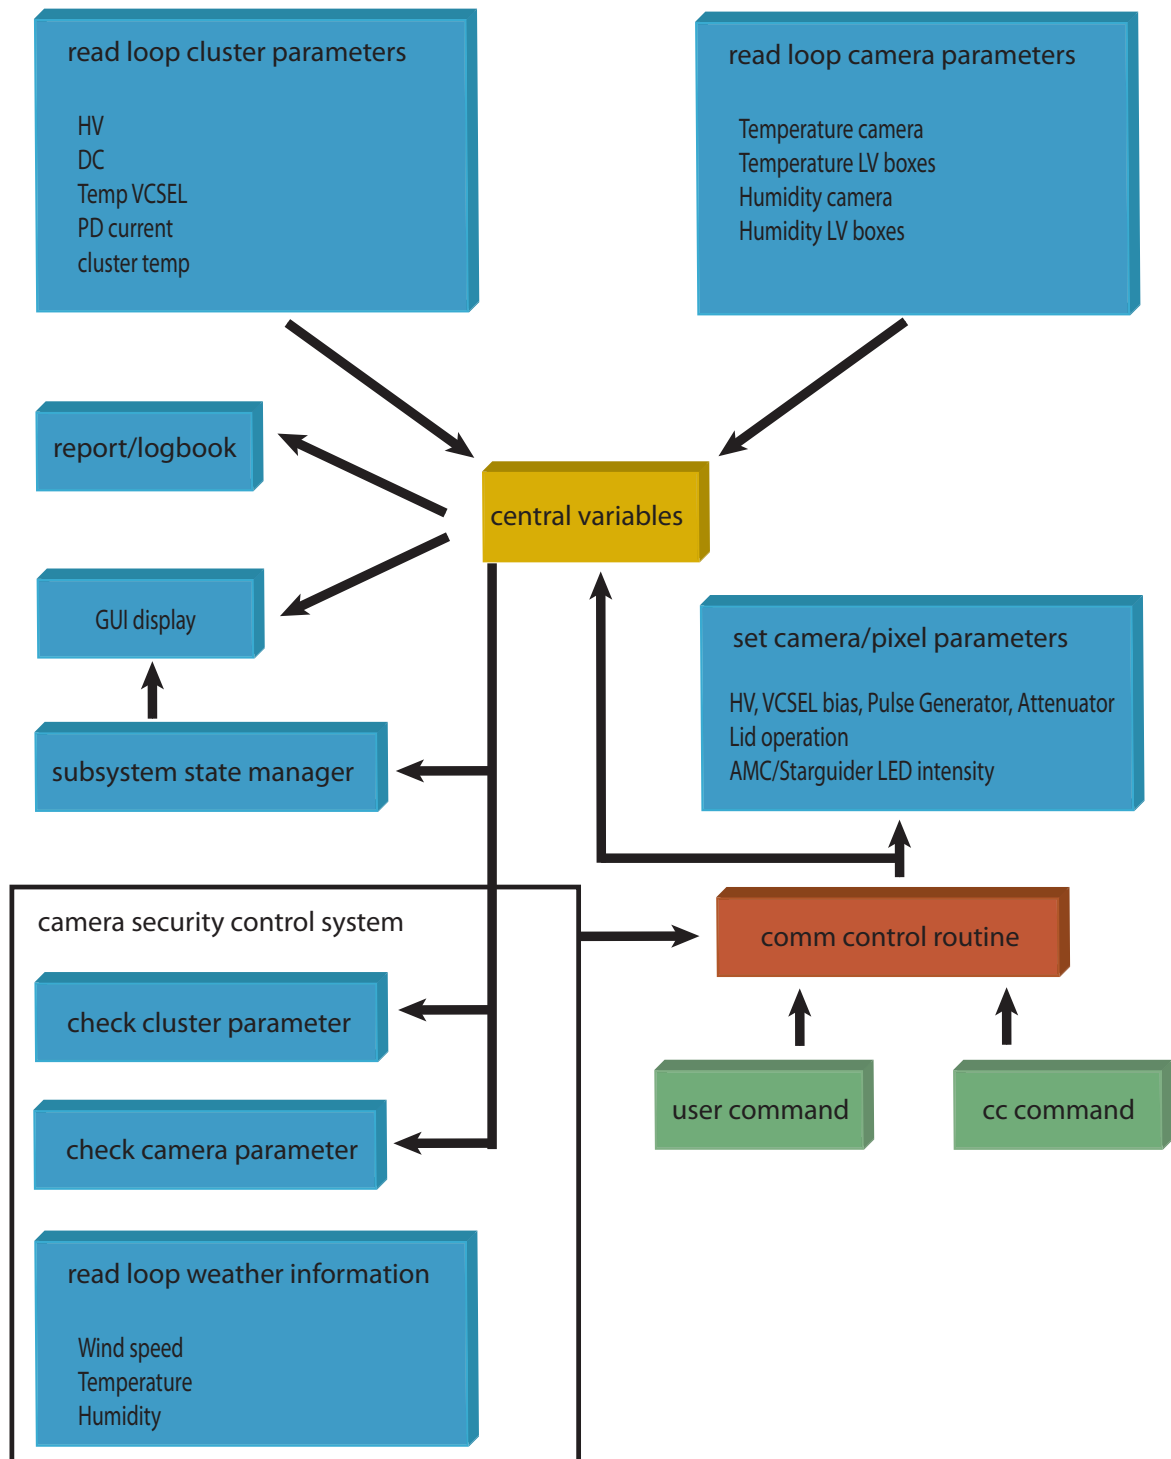 read loop cluster parameters
HV
DC
Temp VCSEL
PD current
cluster temp
read loop camera parameters
Temperature camera
Temperature LV boxes
Humidity camera
Humidity LV boxes
report/logbook
central variables
GUI display
set camera/pixel parameters
HV, VCSEL bias, Pulse Generator, Attenuator
Lid operation
AMC/Starguider LED intensity
subsystem state manager
camera security control system
comm control routine
check cluster parameter
user command
cc command
check camera parameter
read loop weather information
Wind speed
Temperature
Humidity